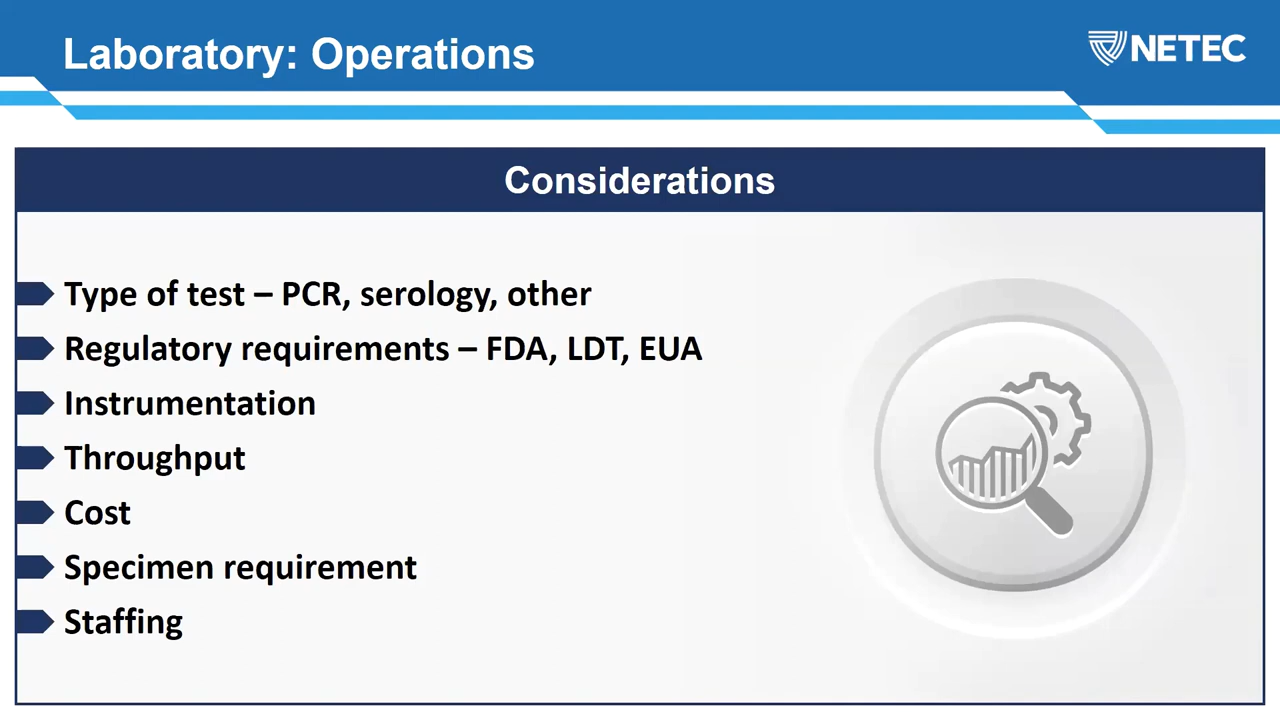 Laboratory: Operations
NETEC
Considerations
Type of test – PCR, serology, other
Regulatory requirements – FDA, LDT, EUA
Instrumentation
Throughput
Cost
Specimen requirement
Staffing